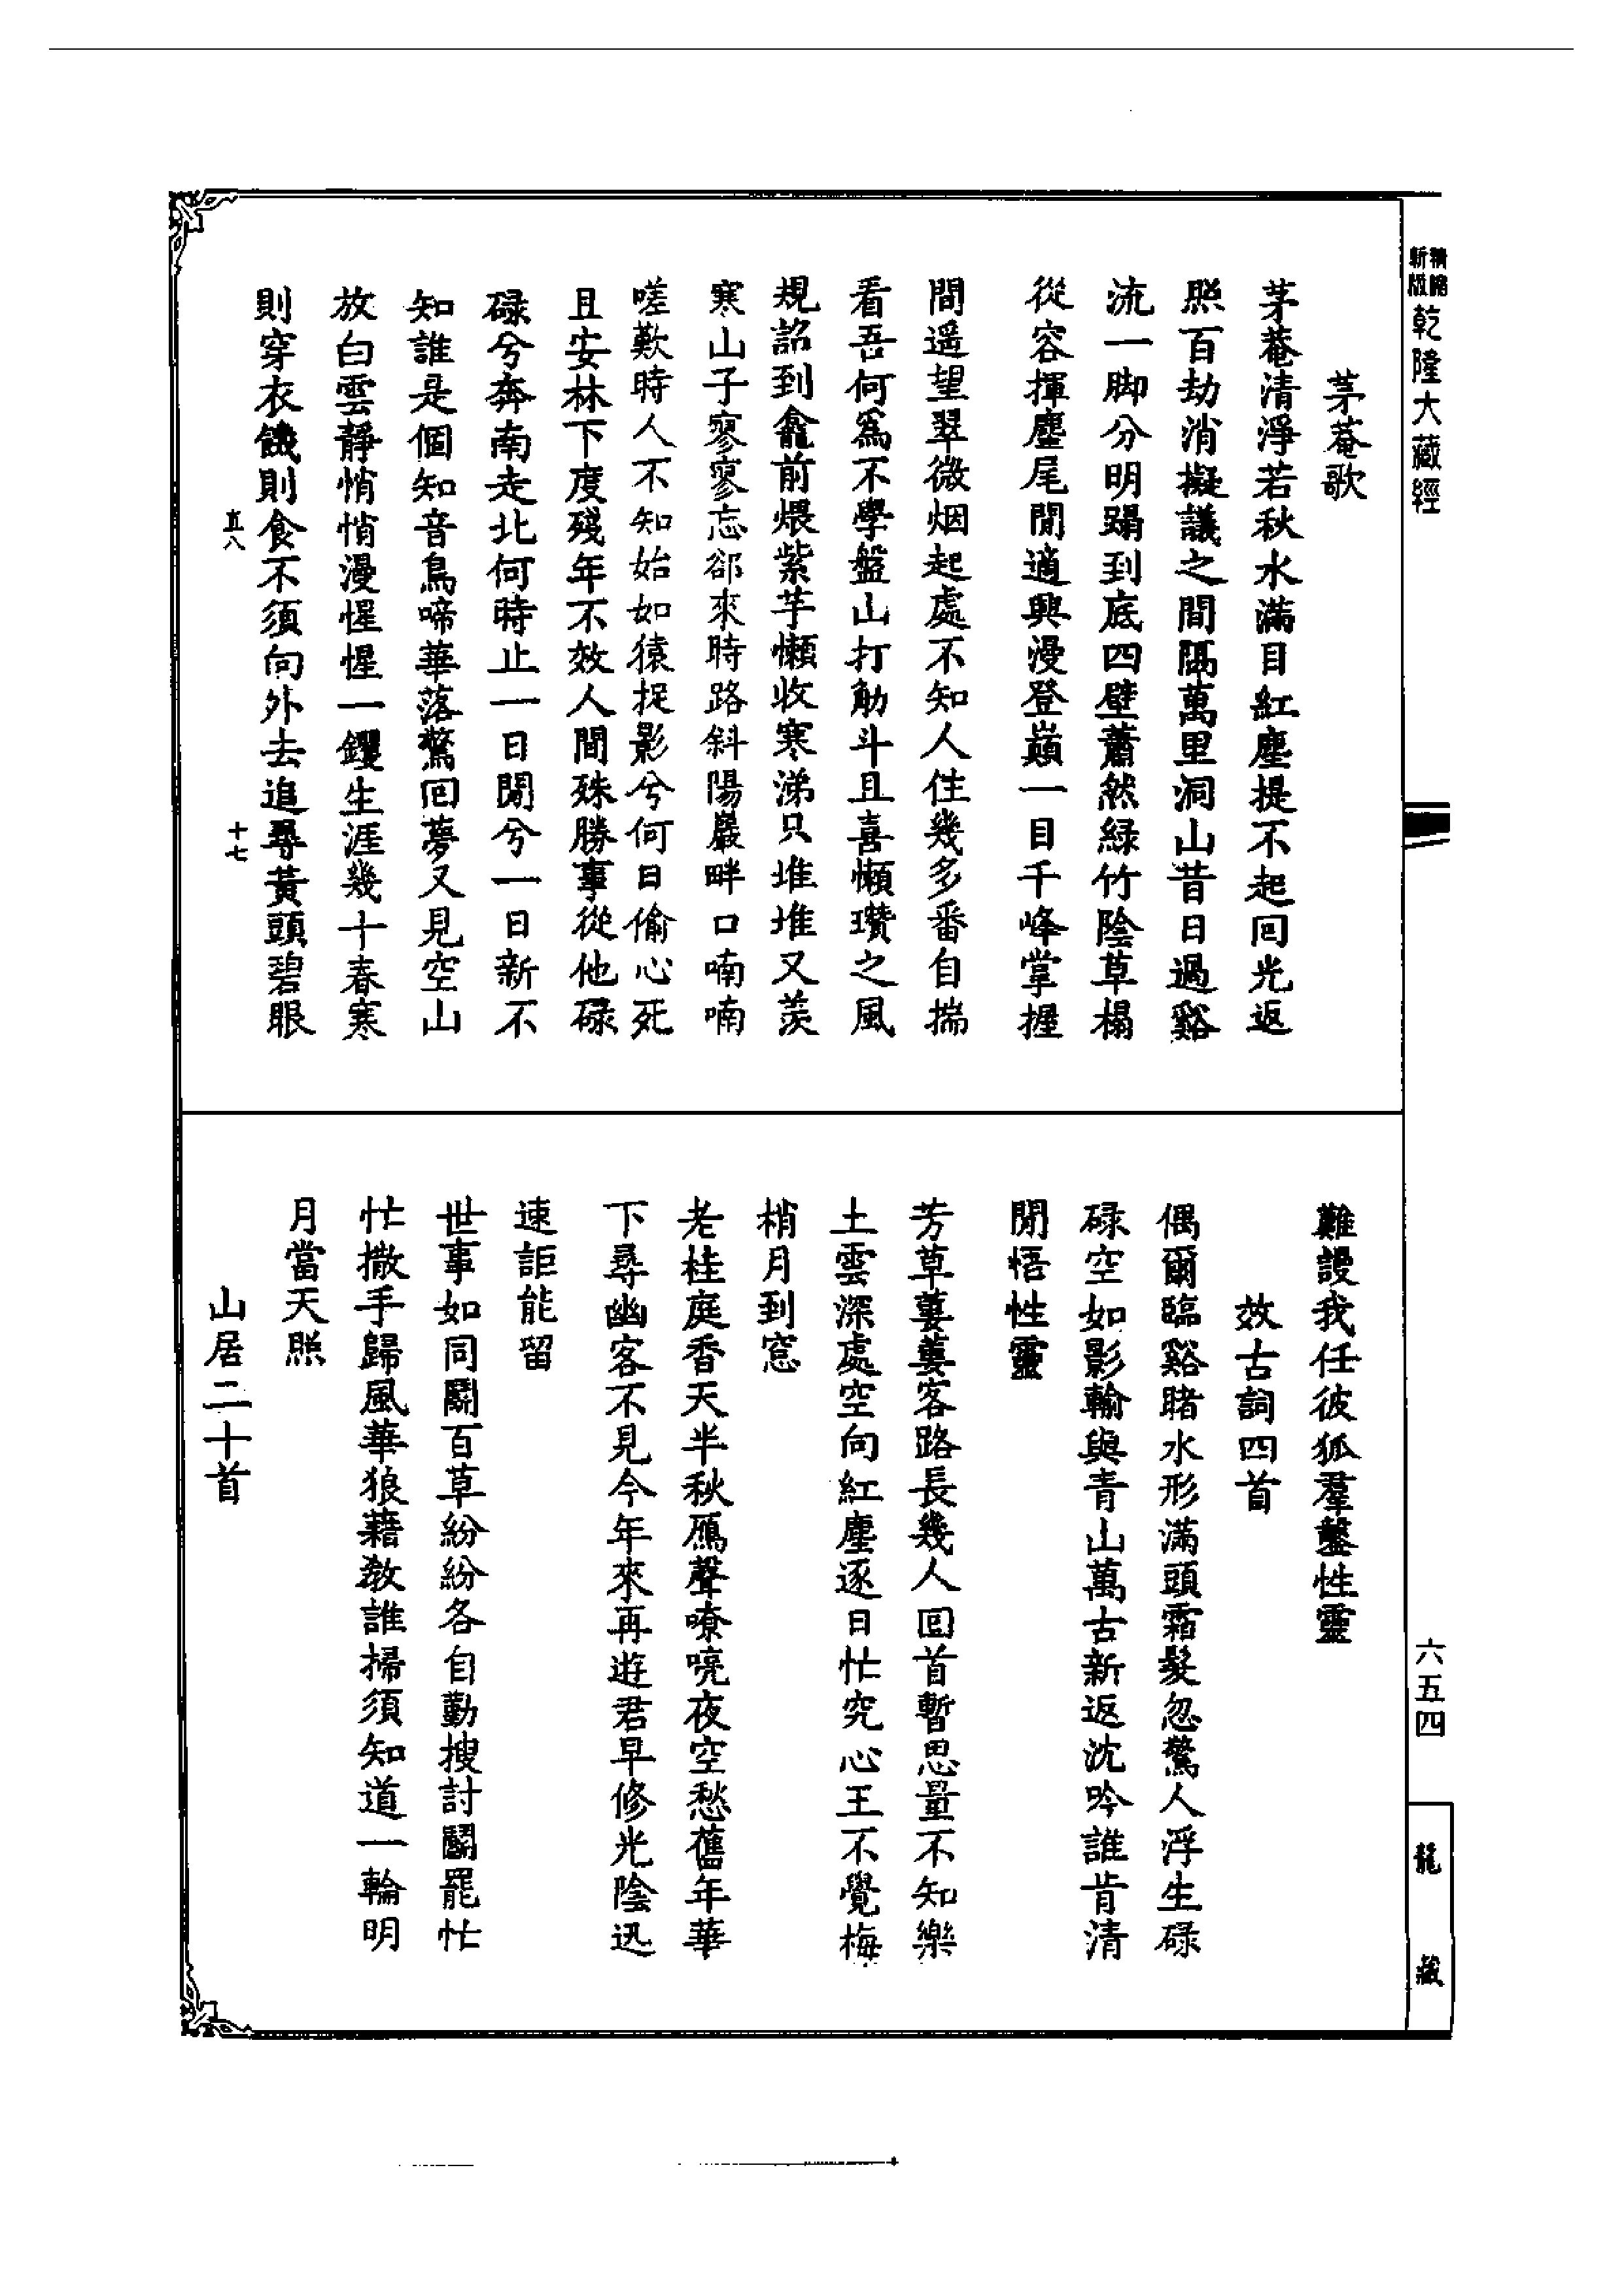 精縮
新版
乾隆大藏經
茅菴歌
茅菴清淨若秋水滿目紅塵提不起回光返
照百劫消擬議之間隔萬里洞山昔日過谿
流一脚分明蹋到底四壁蕭然綠竹陰草榻
從容揮麈尾閒適興漫登巔一目千峰掌握
間遥望翠微烟起處不知人住幾多番自揣
看吾何為不學盤山打觔斗且喜懶瓚之風
規詔到龕前煨紫芋懶收寒涕只堆堆又羨
寒山子寥寥忘郤來時路斜陽巖畔口喃喃
嗟歎時人不知始如猿捉影兮何日偷心死
且安林下度殘年不效人間殊勝事從他碌
碌兮奔南走北何時止一日閒兮一日新不
知誰是個知音鳥啼華落驚回夢又見空山
放白雲靜悄悄漫惺惺一钁生涯幾十春寒
則穿衣饑則食不須向外去追尋黃頭碧眼
直八
十七
難謾我任彼狐羣鑿性靈
效古詞四首
偶爾臨谿睹水形滿頭霜髮忽驚人浮生碌
碌空如影輸與青山萬古新返沈吟誰肯清
閒悟性靈
芳草萋萋客路長幾人回首暫思量不知樂
土雲深處空向紅塵逐日忙究心王不覺梅
梢月到窓
老桂庭香天半秋鴈聲嘹喨夜空愁舊年華
下尋幽客不見今年來再遊君早修光陰迅
速詎能留
世事如同鬭百草紛紛各自勤搜討鬭罷忙
忙撒手歸風華狼藉教誰掃須知道一輪明
月當天照
山居二十首
六五四
龍藏